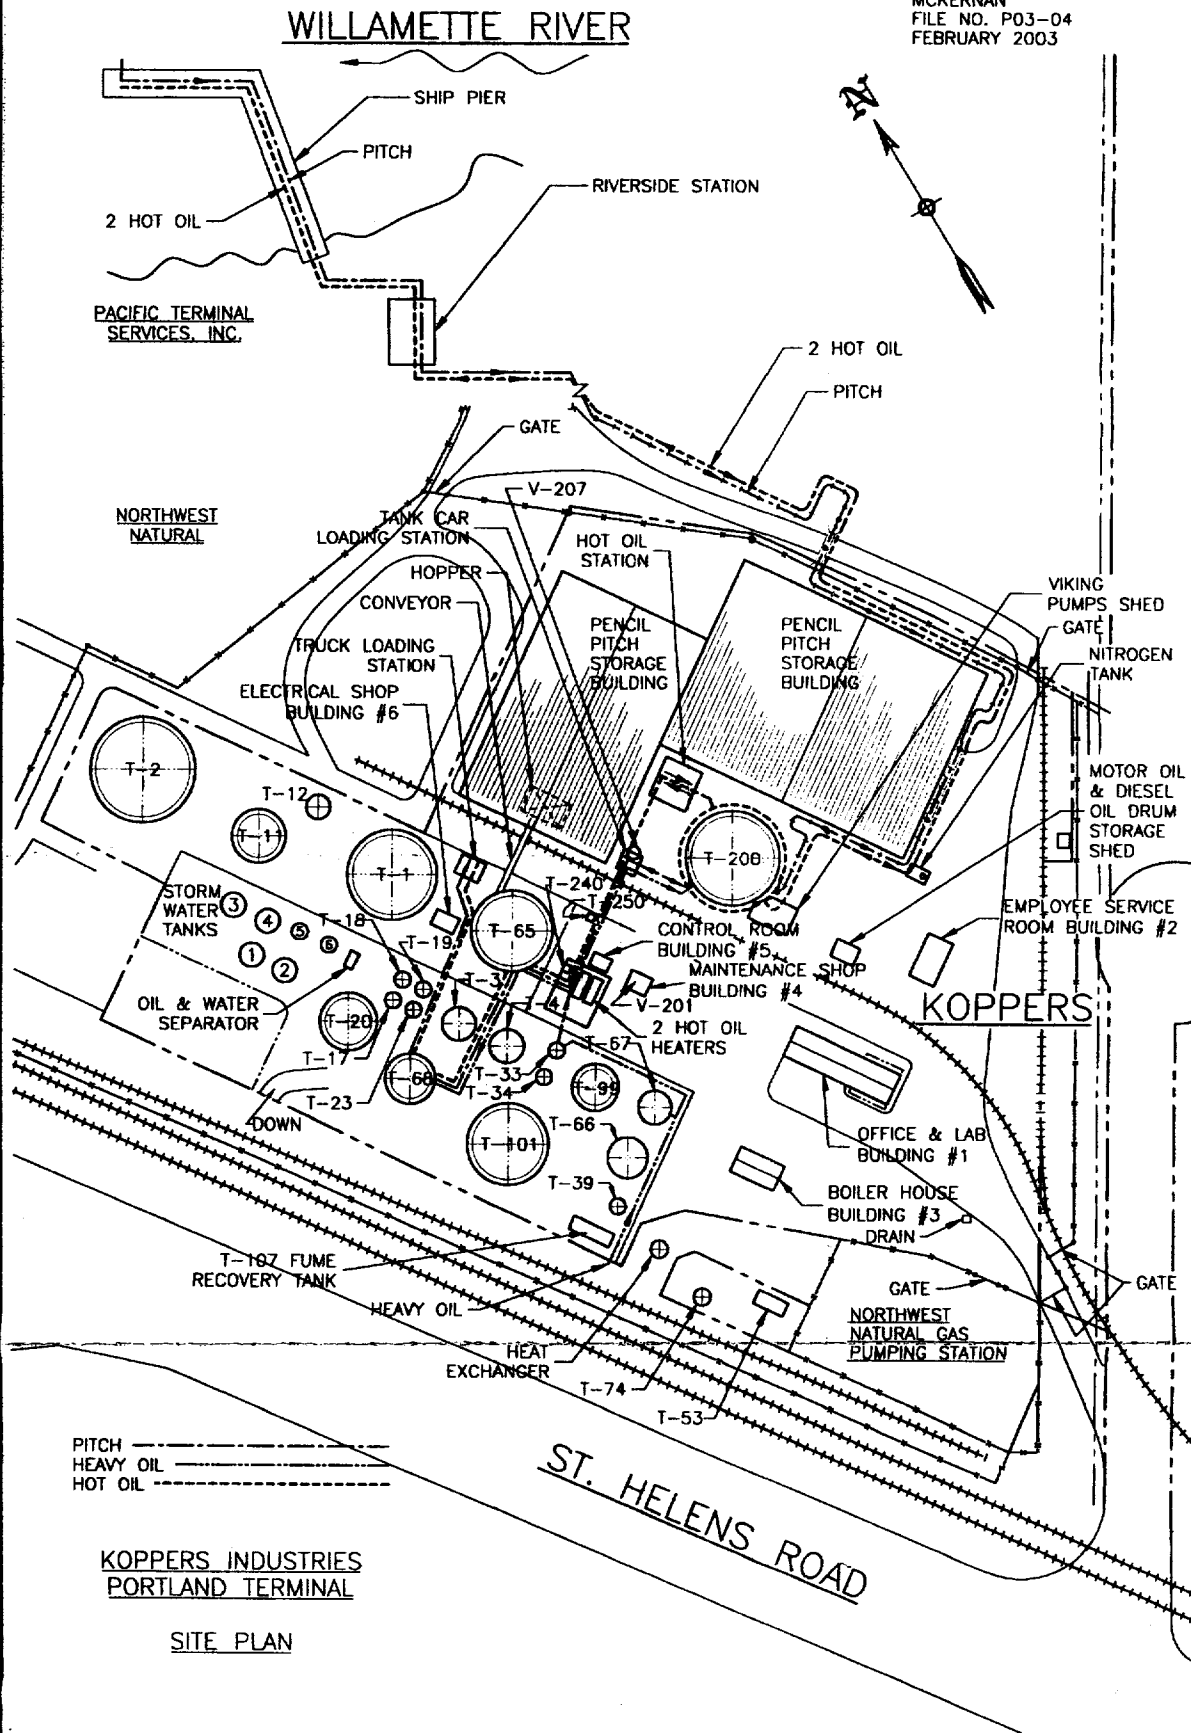 MCKERNAN
FILE NO. P03-04
FEBRUARY 2003
WILLAMETTE RIVER
N
SHIP PIER
PITCH
2 HOT OIL
RIVERSIDE STATION
PACIFIC TERMINAL
SERVICES, INC.
2 HOT OIL
PITCH
GATE
V-207
NORTHWEST
NATURAL
TANK CAR
LOADING STATION
HOT OIL
STATION
HOPPER
CONVEYOR
VIKING
PUMPS SHED
GATE
PENCIL
PITCH
STORAGE
BUILDING
PENCIL
PITCH
STORAGE
BUILDING
TRUCK LOADING
STATION
NITROGEN
TANK
ELECTRICAL SHOP
BUILDING #6
T-2
T-12
T-11
T-1
MOTOR OIL
& DIESEL
OIL DRUM
STORAGE
SHED
T-200
T-240
T-250
STORM
WATER
TANKS
3
4
5
6
1
2
T-18
T-19
T-65
CONTROL ROOM
BUILDING #5
EMPLOYEE SERVICE
ROOM BUILDING #2
MAINTENANCE SHOP
BUILDING #4
T-3
T-4
V-201
KOPPERS
OIL & WATER
SEPARATOR
T-20
2 HOT OIL
HEATERS
T-67
T-17
T-68
T-33
T-34
T-99
T-23
DOWN
T-101
T-66
OFFICE & LAB
BUILDING #1
T-39
BOILER HOUSE
BUILDING #3
DRAIN
T-107 FUME
RECOVERY TANK
HEAVY OIL
GATE
GATE
NORTHWEST
NATURAL GAS
PUMPING STATION
HEAT
EXCHANGER
T-74
T-53
PITCH
HEAVY OIL
HOT OIL
ST. HELENS ROAD
KOPPERS INDUSTRIES
PORTLAND TERMINAL
SITE PLAN